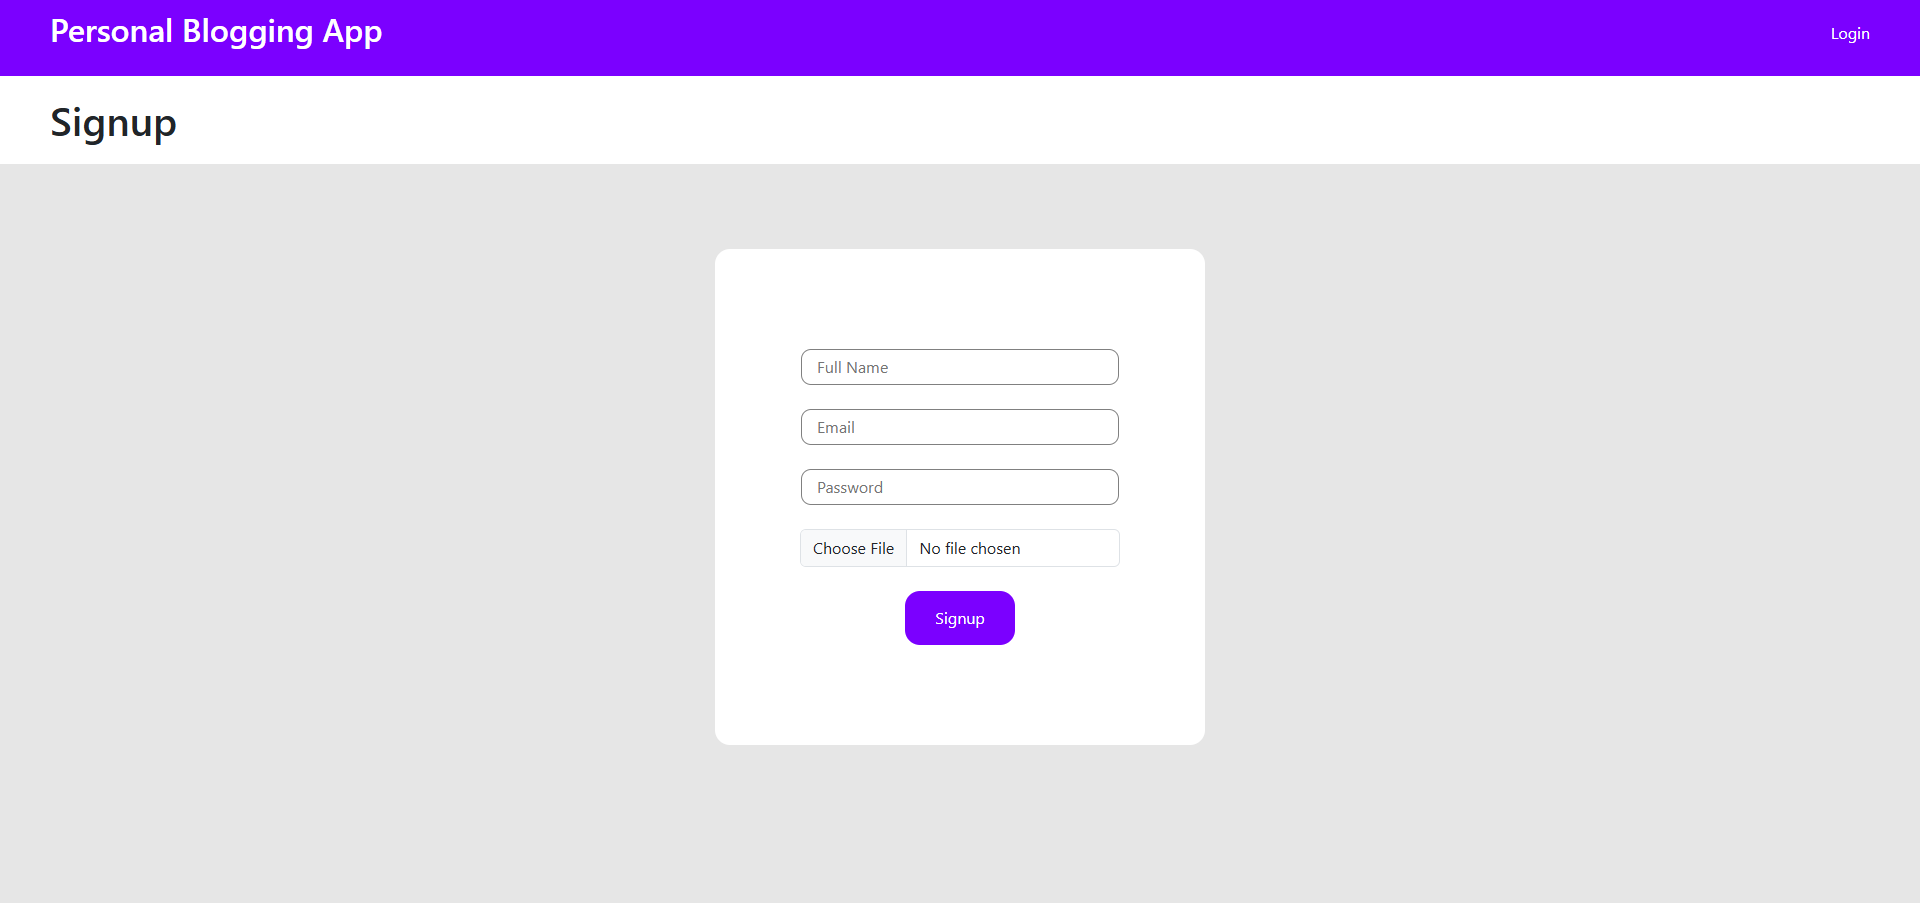 Personal Blogging App
Login
Signup
Full Name
Email
Password
Choose File No file chosen
Signup